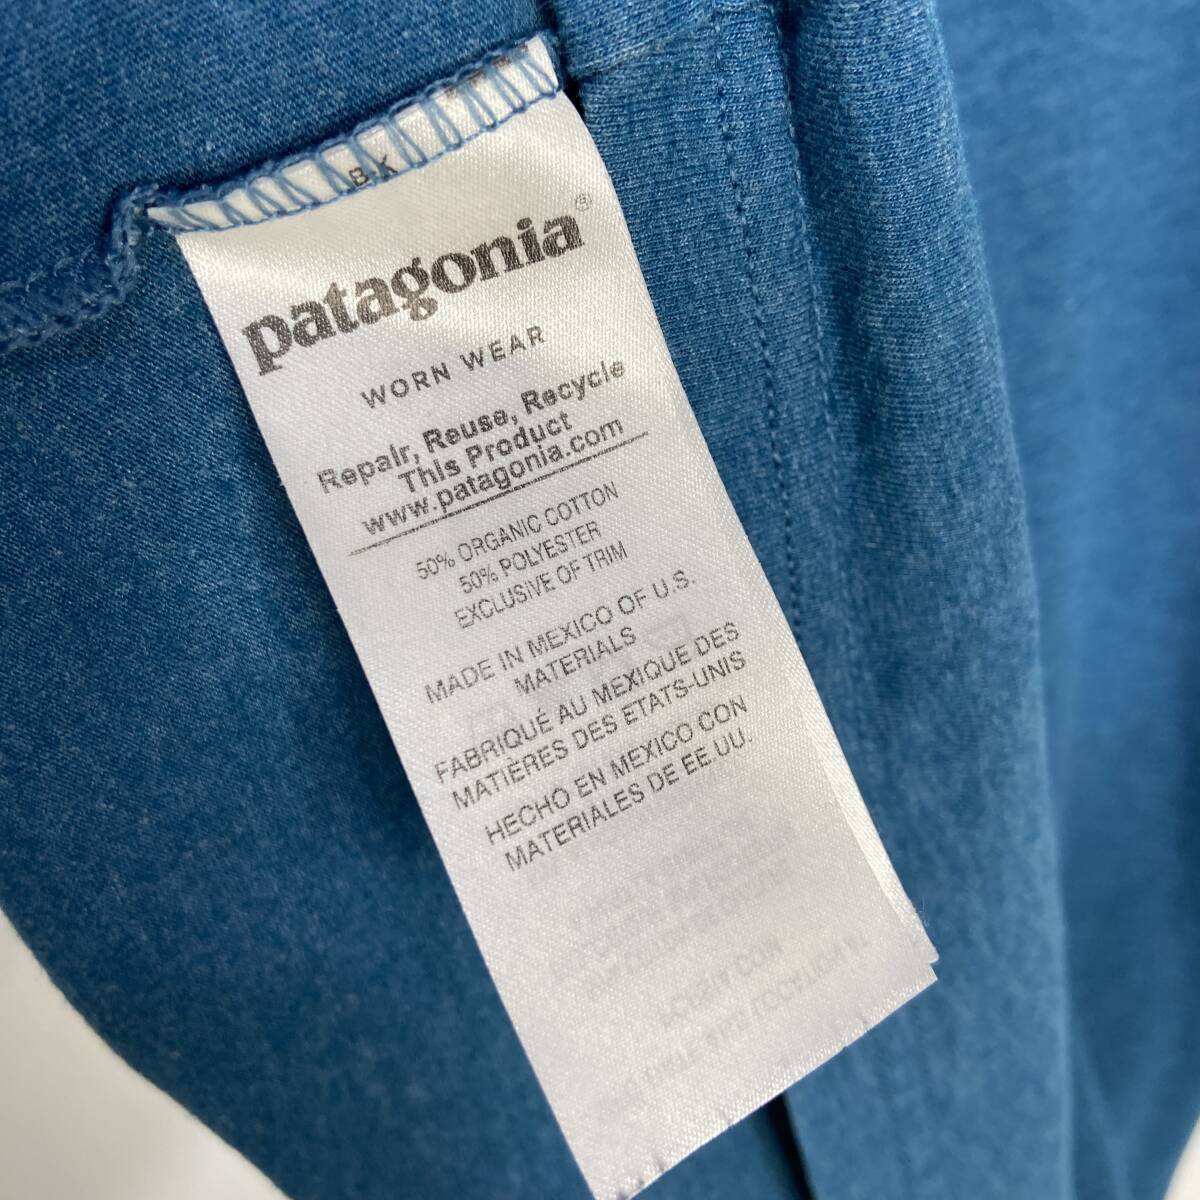 B-K
patagonia®
WORN WEAR
Repair, Reuse, Recycle
This Product
www.patagonia.com
50% ORGANIC COTTON
50% POLYESTER
EXCLUSIVE OF TRIM
MADE IN MEXICO OF U.S.
MATERIALS
FABRIQUÉ AU MEXIQUE DES
MATIÈRES DES ETATS-UNIS
HECHO EN MEXICO CON
MATERIALES DE EE.UU.